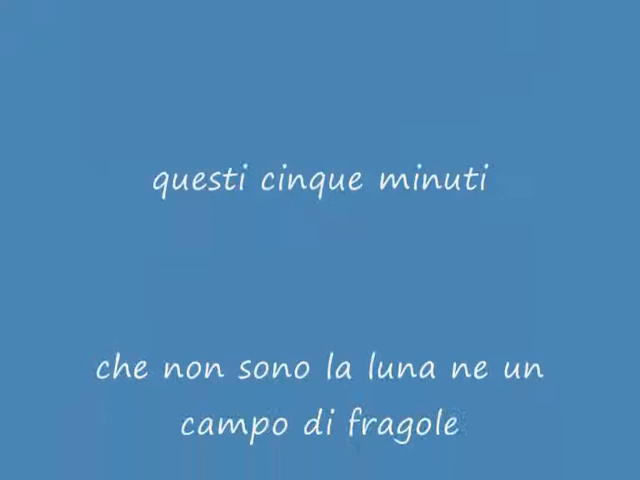 questi cinque minuti
che non sono la luna ne un
campo di fragole